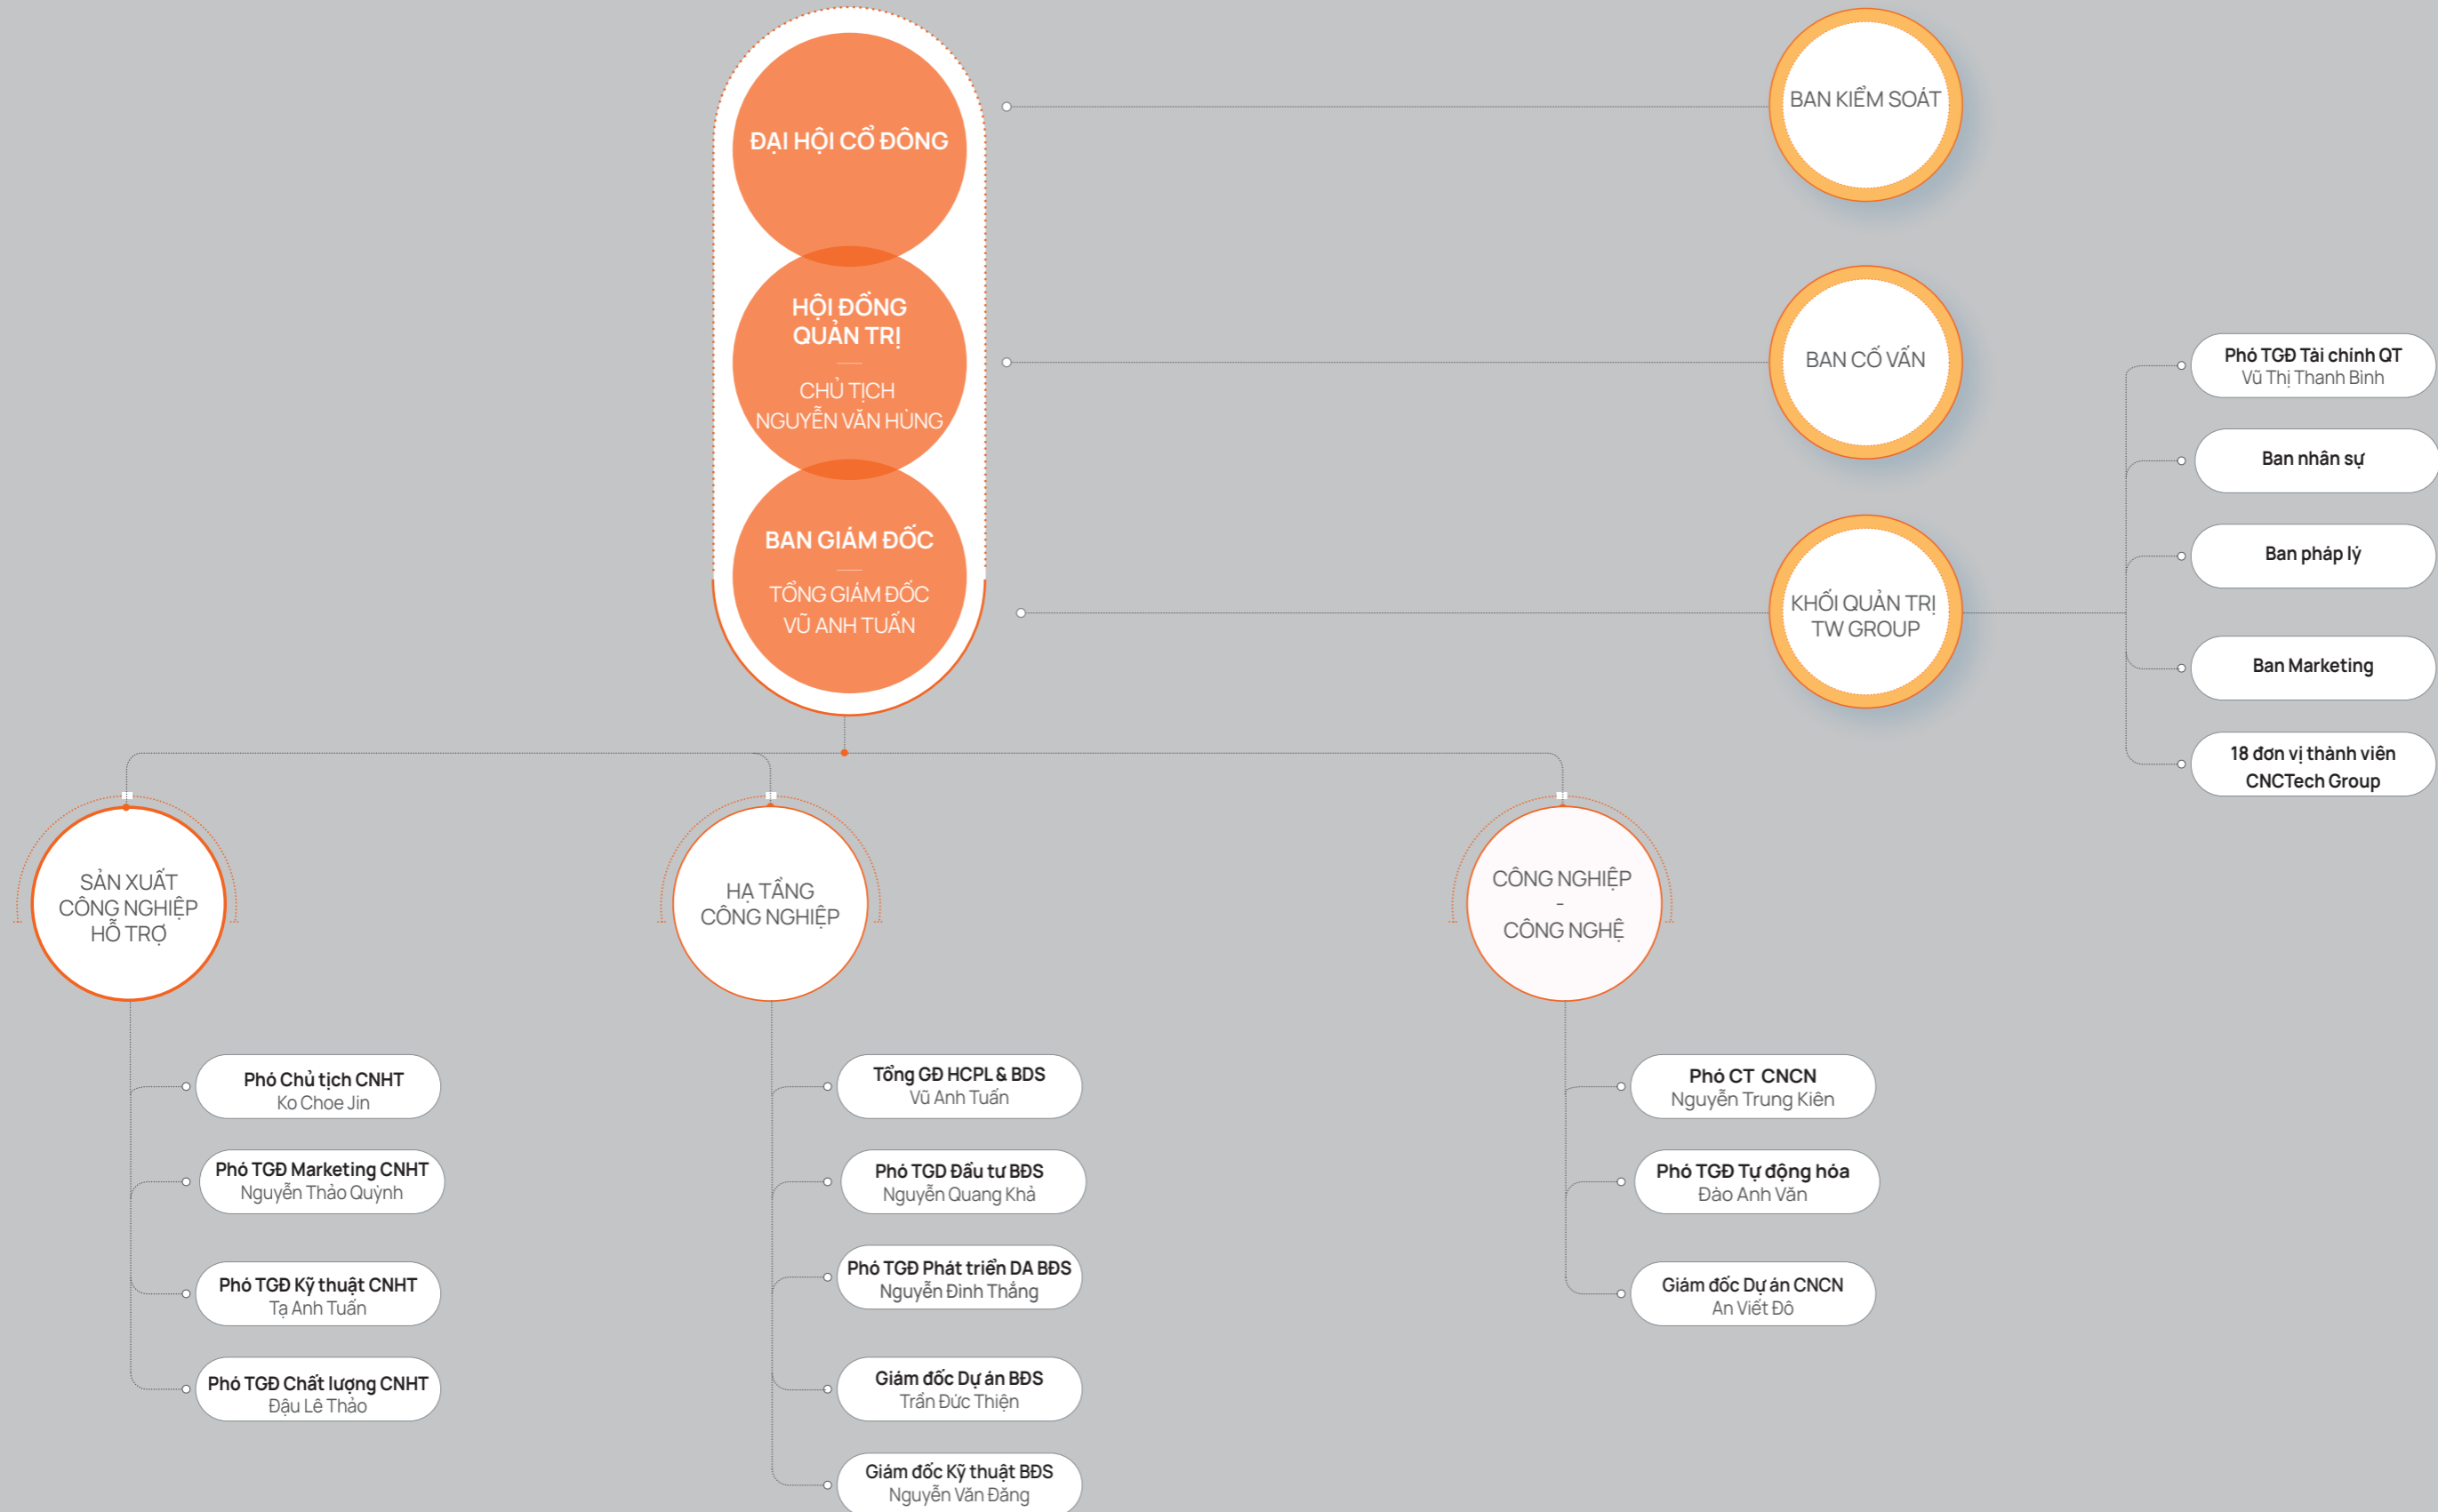 ĐẠI HỘI CỔ ĐÔNG
BAN KIỂM SOÁT
HỘI ĐỒNG
QUẢN TRỊ
CHỦ TỊCH
NGUYỄN VĂN HÙNG
BAN CỐ VẤN
BAN GIÁM ĐỐC
TỔNG GIÁM ĐỐC
VŨ ANH TUẤN
KHỐI QUẢN TRỊ
TW GROUP
Phó TGĐ Tài chính QT
Vũ Thị Thanh Bình
Ban nhân sự
Ban pháp lý
Ban Marketing
18 đơn vị thành viên
CNCTech Group
SẢN XUẤT
CÔNG NGHIỆP
HỖ TRỢ
Phó Chủ tịch CNHT
Ko Choe Jin
Phó TGĐ Marketing CNHT
Nguyễn Thảo Quỳnh
Phó TGĐ Kỹ thuật CNHT
Tạ Anh Tuấn
Phó TGĐ Chất lượng CNHT
Đậu Lê Thảo
HẠ TẦNG
CÔNG NGHIỆP
Tổng GĐ HCPL & BDS
Vũ Anh Tuấn
Phó TGD Đầu tư BĐS
Nguyễn Quang Khả
Phó TGĐ Phát triển DA BĐS
Nguyễn Đình Thắng
Giám đốc Dự án BĐS
Trần Đức Thiện
Giám đốc Kỹ thuật BĐS
Nguyễn Văn Đăng
CÔNG NGHIỆP
-
CÔNG NGHỆ
Phó CT CNCN
Nguyễn Trung Kiên
Phó TGĐ Tự động hóa
Đào Anh Văn
Giám đốc Dự án CNCN
An Viết Đô